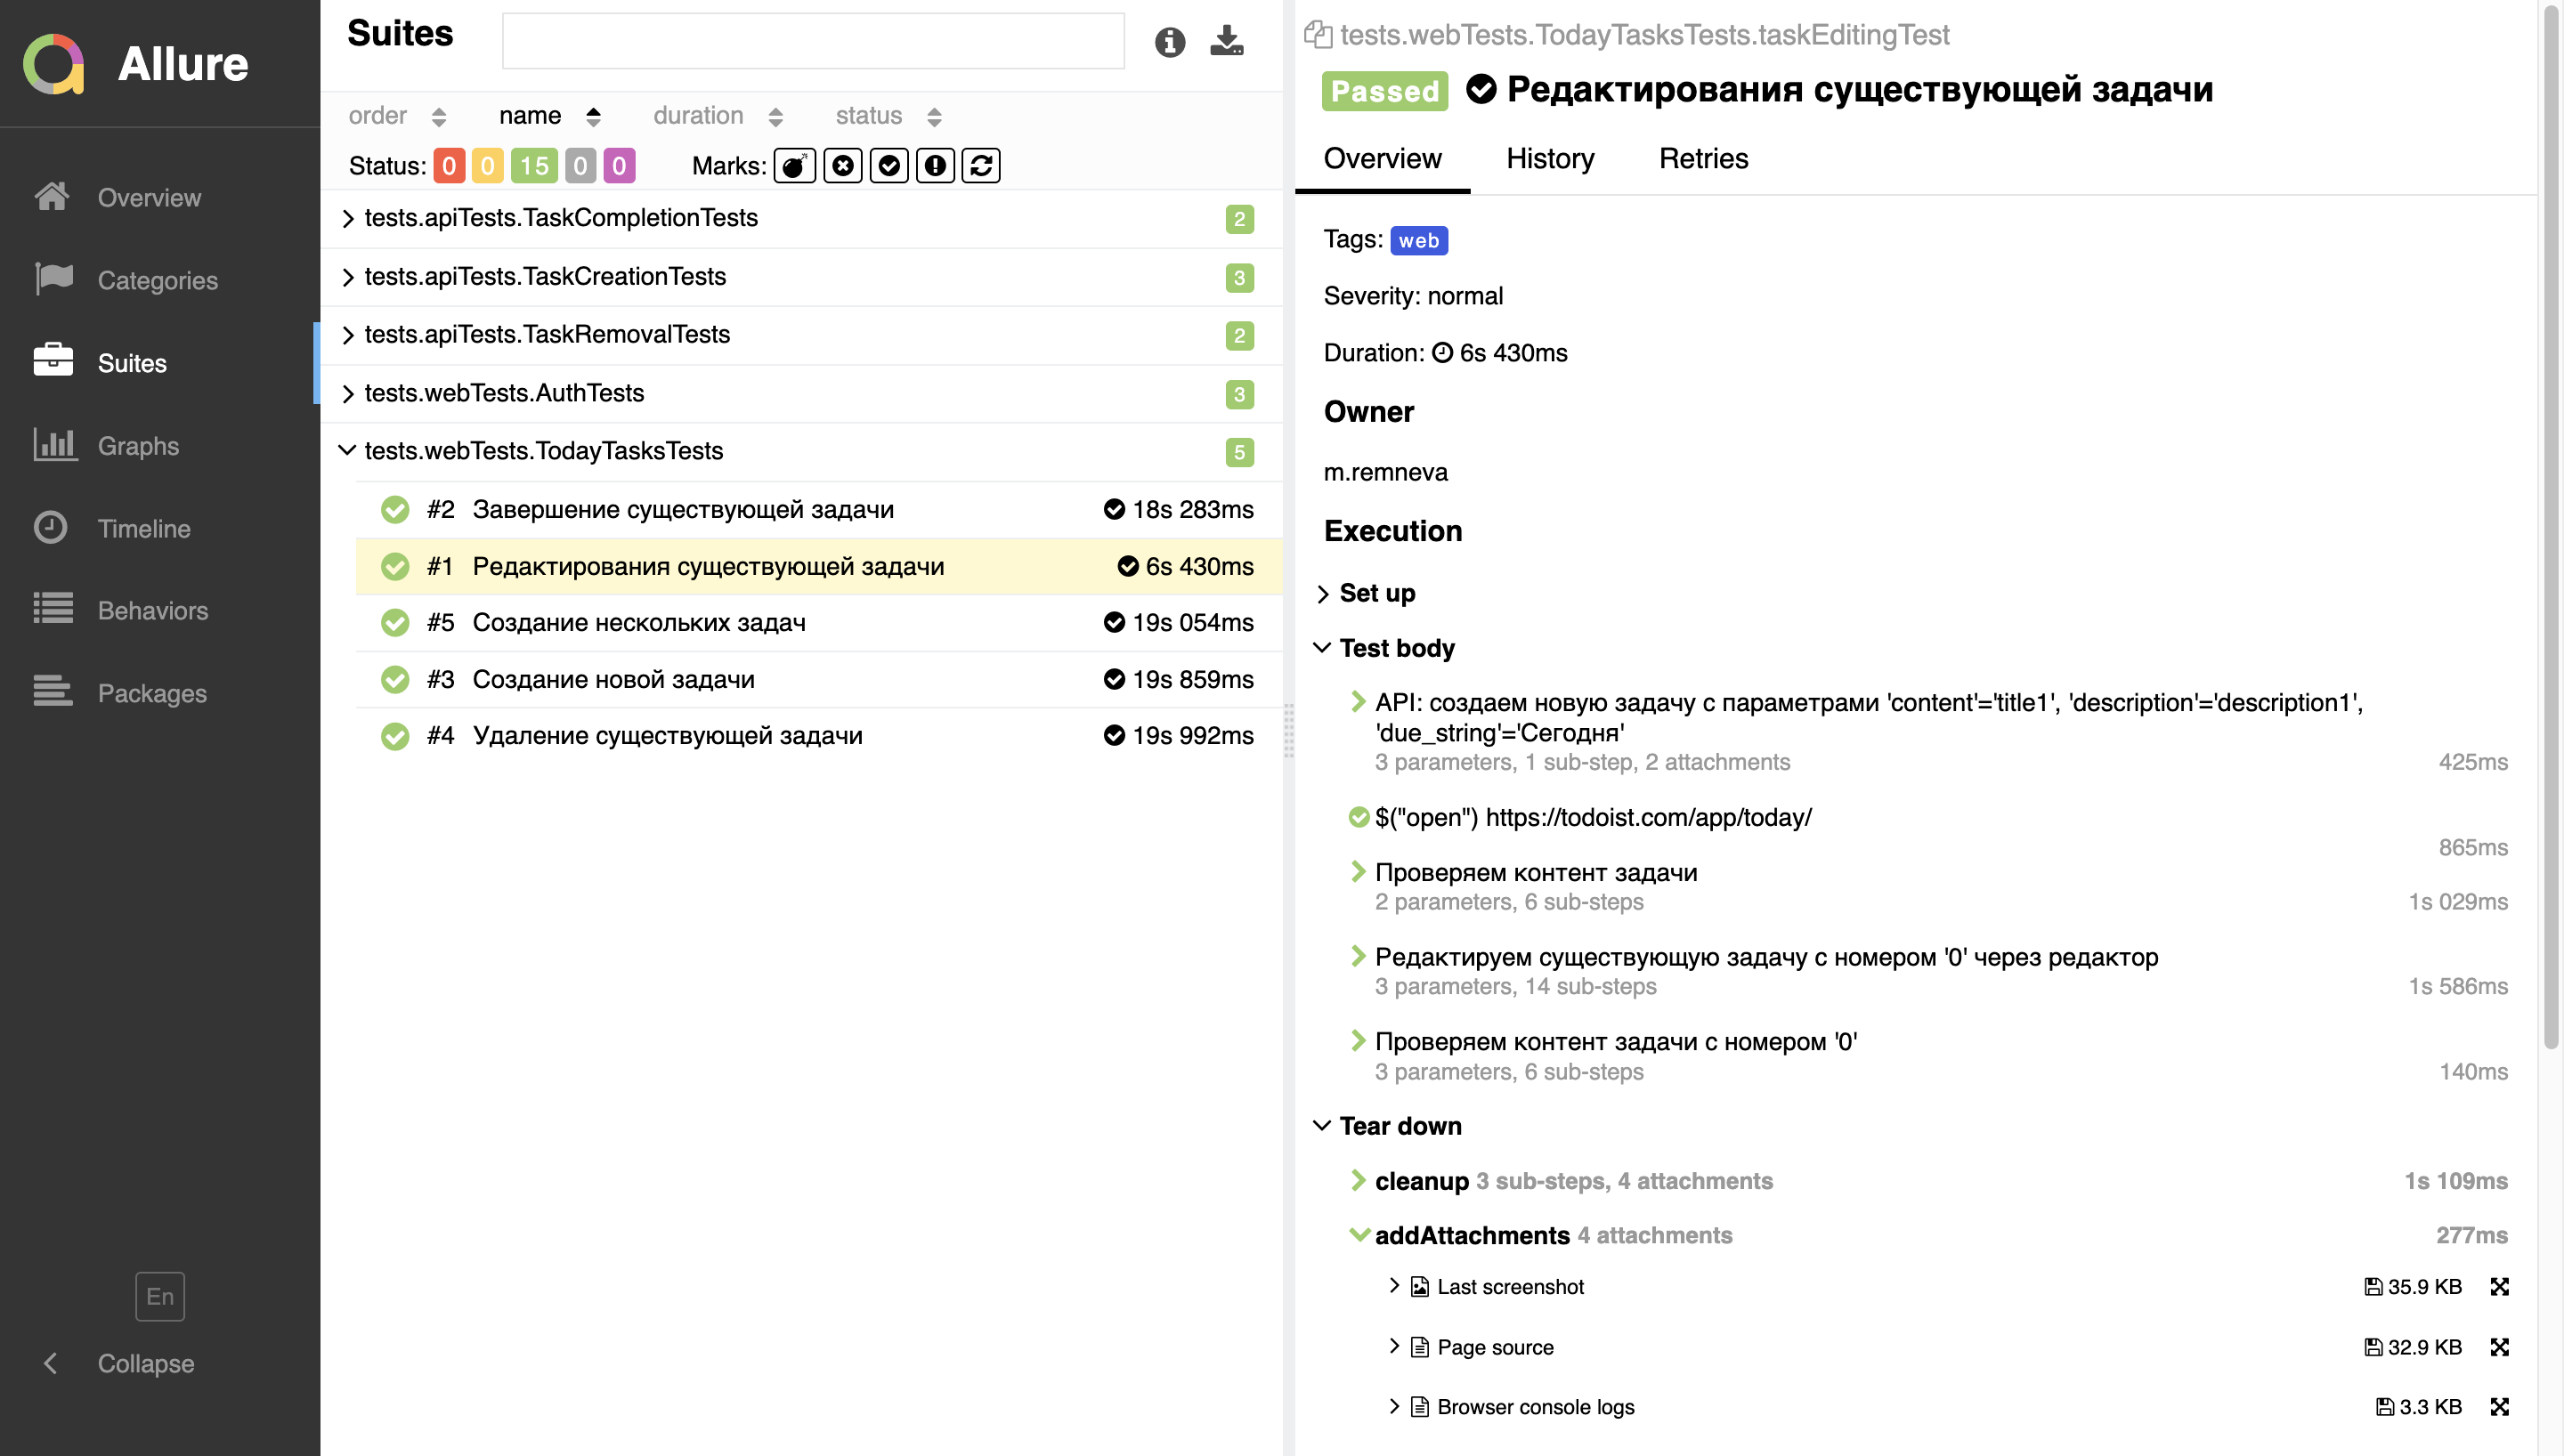 Allure
Overview
Categories
Suites
Graphs
Timeline
Behaviors
Packages
En
Collapse
Suites
order name duration status
Status: 0 0 15 0 0 Marks:
tests.apiTests.TaskCompletionTests 2
tests.apiTests.TaskCreationTests 3
tests.apiTests.TaskRemovalTests 2
tests.webTests.AuthTests 3
tests.webTests.TodayTasksTests 5
#2 Завершение существующей задачи 18s 283ms
#1 Редактирования существующей задачи 6s 430ms
#5 Создание нескольких задач 19s 054ms
#3 Создание новой задачи 19s 859ms
#4 Удаление существующей задачи 19s 992ms
tests.webTests.TodayTasksTests.taskEditingTest
Passed Редактирования существующей задачи
Overview History Retries
Tags: web
Severity: normal
Duration: 6s 430ms
Owner
m.remneva
Execution
Set up
Test body
API: создаем новую задачу с параметрами 'content'='title1', 'description'='description1',
'due_string'='Сегодня'
3 parameters, 1 sub-step, 2 attachments 425ms
$("open") https://todoist.com/app/today/
865ms
Проверяем контент задачи
2 parameters, 6 sub-steps 1s 029ms
Редактируем существующую задачу с номером '0' через редактор
3 parameters, 14 sub-steps 1s 586ms
Проверяем контент задачи с номером '0'
3 parameters, 6 sub-steps 140ms
Tear down
cleanup 3 sub-steps, 4 attachments 1s 109ms
addAttachments 4 attachments 277ms
Last screenshot 35.9 KB
Page source 32.9 KB
Browser console logs 3.3 KB